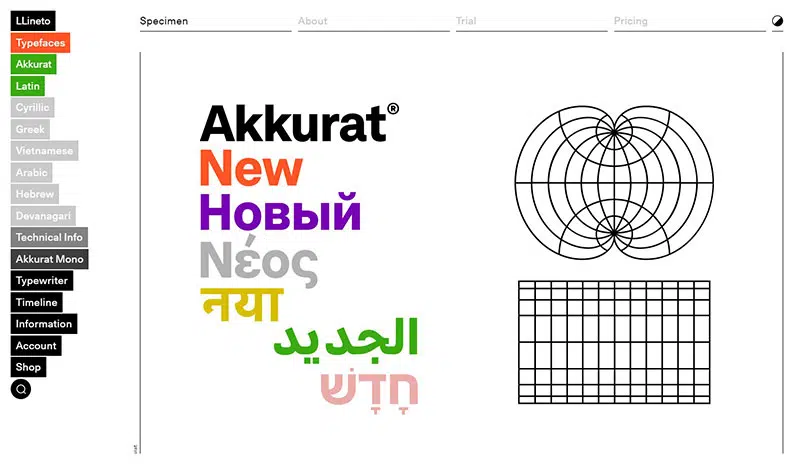 LLineto
Typefaces
Akkurat
Latin
Cyrillic
Greek
Vietnamese
Arabic
Hebrew
Devanagari
Technical Info
Akkurat Mono
Typewriter
Timeline
Information
Account
Shop
Specimen
About
Trial
Pricing
Akkurat®
New
Новый
Νέος
नया
الجديد
חָדָשׁ